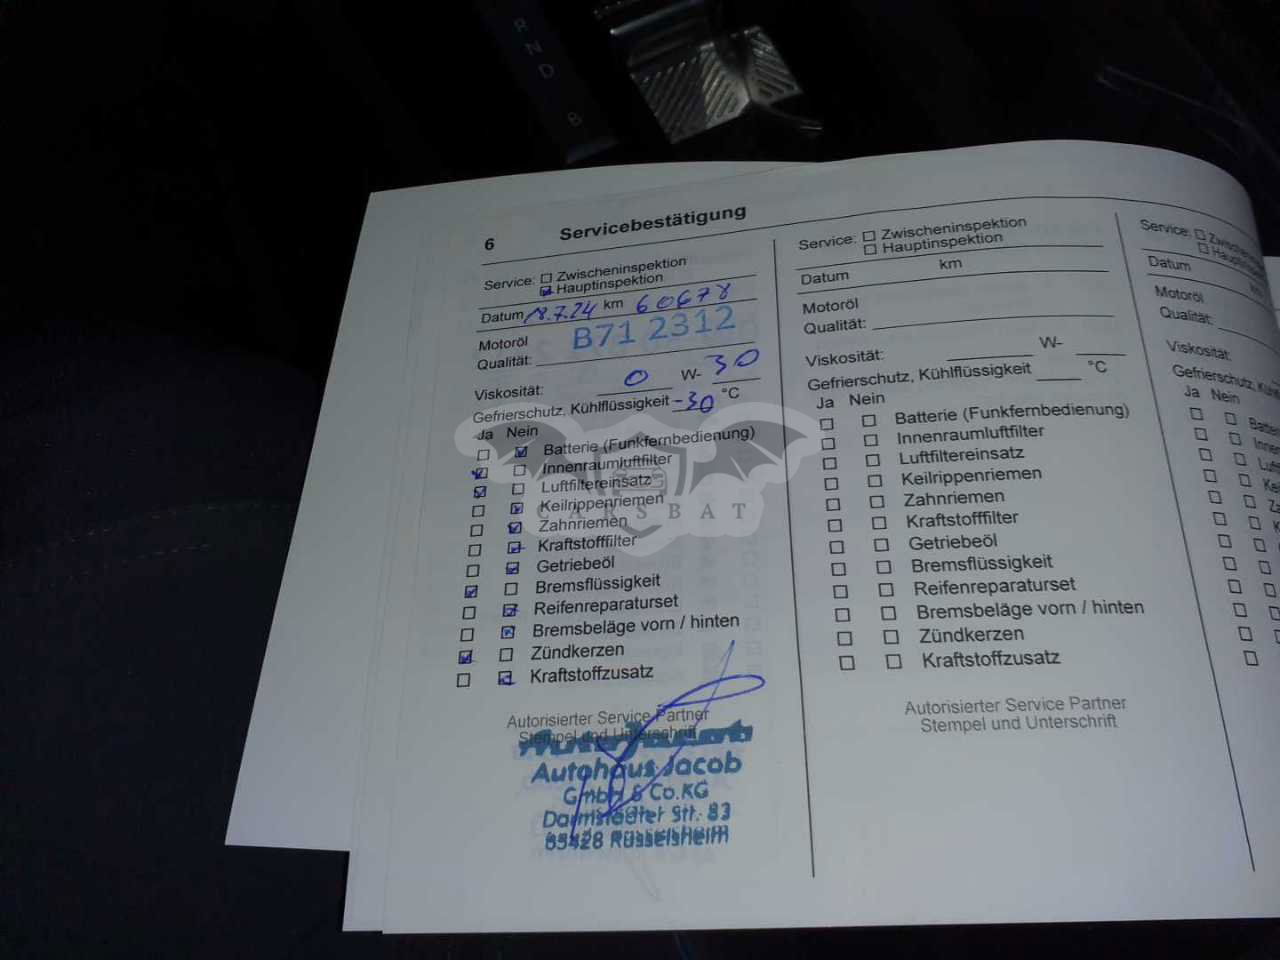 R
N
D
B
6 Servicebestätigung
Service: ☐ Zwischeninspektion
☑ Hauptinspektion
Datum 18.7.24 km 60678
Motoröl
Qualität: B71 2312
Viskosität: 0 W- 30
Gefrierschutz, Kühlflüssigkeit -30 °C
Ja Nein
☐ ☑ Batterie (Funkfernbedienung)
☑ ☐ Innenraumluftfilter
☑ ☐ Luftfiltereinsatz
☐ ☑ Keilrippenriemen
☐ ☑ Zahnriemen
☐ ☑ Kraftstofffilter
☐ ☑ Getriebeöl
☑ ☐ Bremsflüssigkeit
☐ ☑ Reifenreparaturset
☐ ☑ Bremsbeläge vorn / hinten
☑ ☐ Zündkerzen
☐ ☑ Kraftstoffzusatz
Autorisierter Service Partner
Stempel und Unterschrift
Autohaus Jacob
GmbH & Co.KG
Darmstädter Str. 83
65428 Rüsselsheim
CARSBAT
Service: ☐ Zwischeninspektion
☐ Hauptinspektion
Datum km
Motoröl
Qualität:
Viskosität: W-
Gefrierschutz, Kühlflüssigkeit °C
Ja Nein
☐ ☐ Batterie (Funkfernbedienung)
☐ ☐ Innenraumluftfilter
☐ ☐ Luftfiltereinsatz
☐ ☐ Keilrippenriemen
☐ ☐ Zahnriemen
☐ ☐ Kraftstofffilter
☐ ☐ Getriebeöl
☐ ☐ Bremsflüssigkeit
☐ ☐ Reifenreparaturset
☐ ☐ Bremsbeläge vorn / hinten
☐ ☐ Zündkerzen
☐ ☐ Kraftstoffzusatz
Autorisierter Service Partner
Stempel und Unterschrift
Service:
Datum
Motoröl
Qualität:
Viskosität:
Gefrierschutz,
Ja Nein